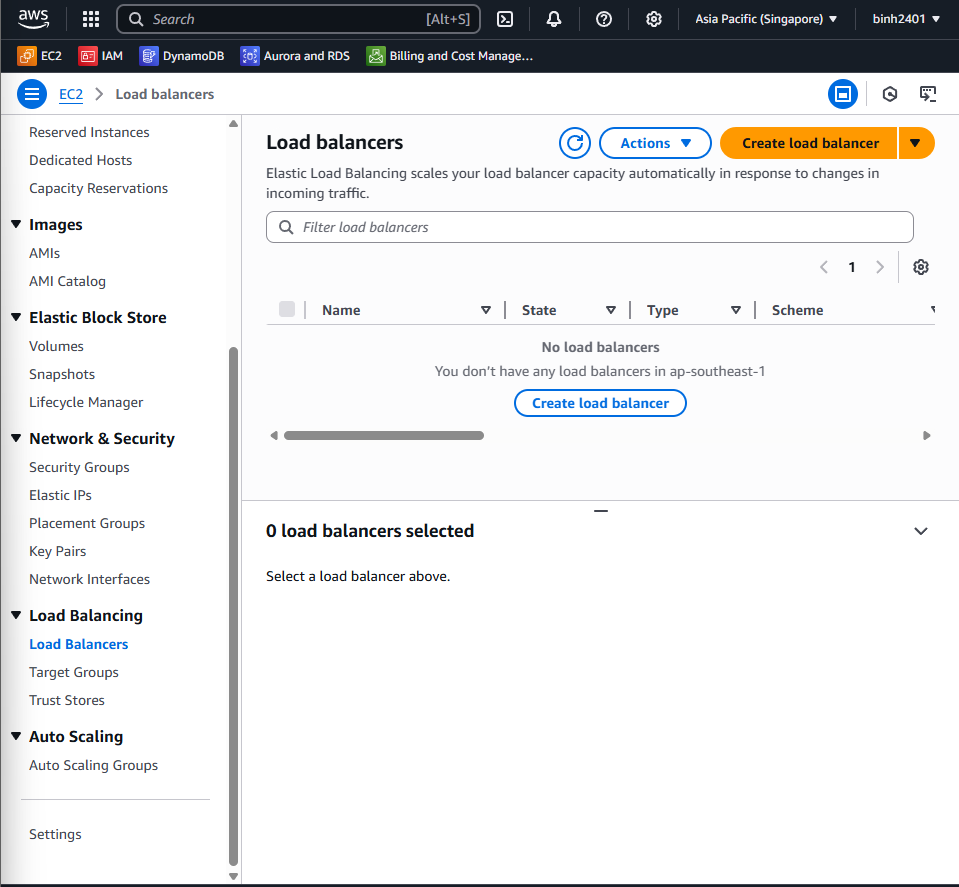 aws
Search [Alt+S]
Asia Pacific (Singapore)
binh2401
EC2
IAM
DynamoDB
Aurora and RDS
Billing and Cost Manage...
EC2
Load balancers
Reserved Instances
Dedicated Hosts
Capacity Reservations
Images
AMIs
AMI Catalog
Elastic Block Store
Volumes
Snapshots
Lifecycle Manager
Network & Security
Security Groups
Elastic IPs
Placement Groups
Key Pairs
Network Interfaces
Load Balancing
Load Balancers
Target Groups
Trust Stores
Auto Scaling
Auto Scaling Groups
Settings
Load balancers
Actions
Create load balancer
Elastic Load Balancing scales your load balancer capacity automatically in response to changes in
incoming traffic.
Filter load balancers
1
Name
State
Type
Scheme
No load balancers
You don't have any load balancers in ap-southeast-1
Create load balancer
0 load balancers selected
Select a load balancer above.